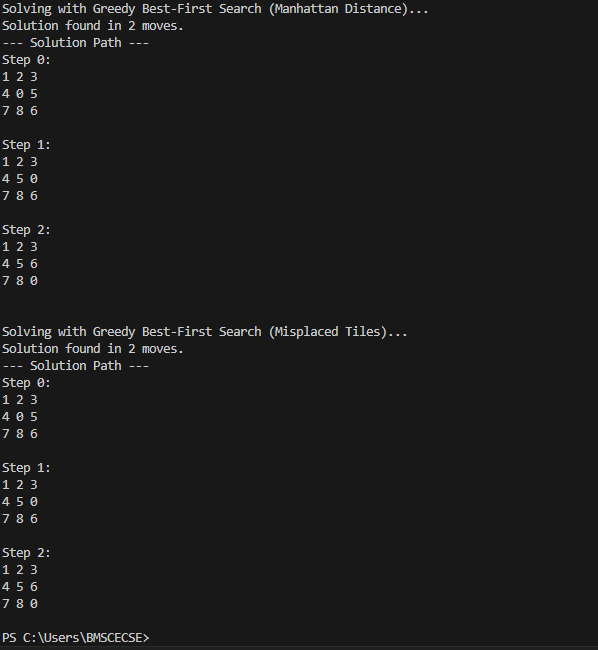 Solving with Greedy Best-First Search (Manhattan Distance)...
Solution found in 2 moves.
--- Solution Path ---
Step 0:
1 2 3
4 0 5
7 8 6
Step 1:
1 2 3
4 5 0
7 8 6
Step 2:
1 2 3
4 5 6
7 8 0
Solving with Greedy Best-First Search (Misplaced Tiles)...
Solution found in 2 moves.
--- Solution Path ---
Step 0:
1 2 3
4 0 5
7 8 6
Step 1:
1 2 3
4 5 0
7 8 6
Step 2:
1 2 3
4 5 6
7 8 0
PS C:\Users\BMSCECSE>